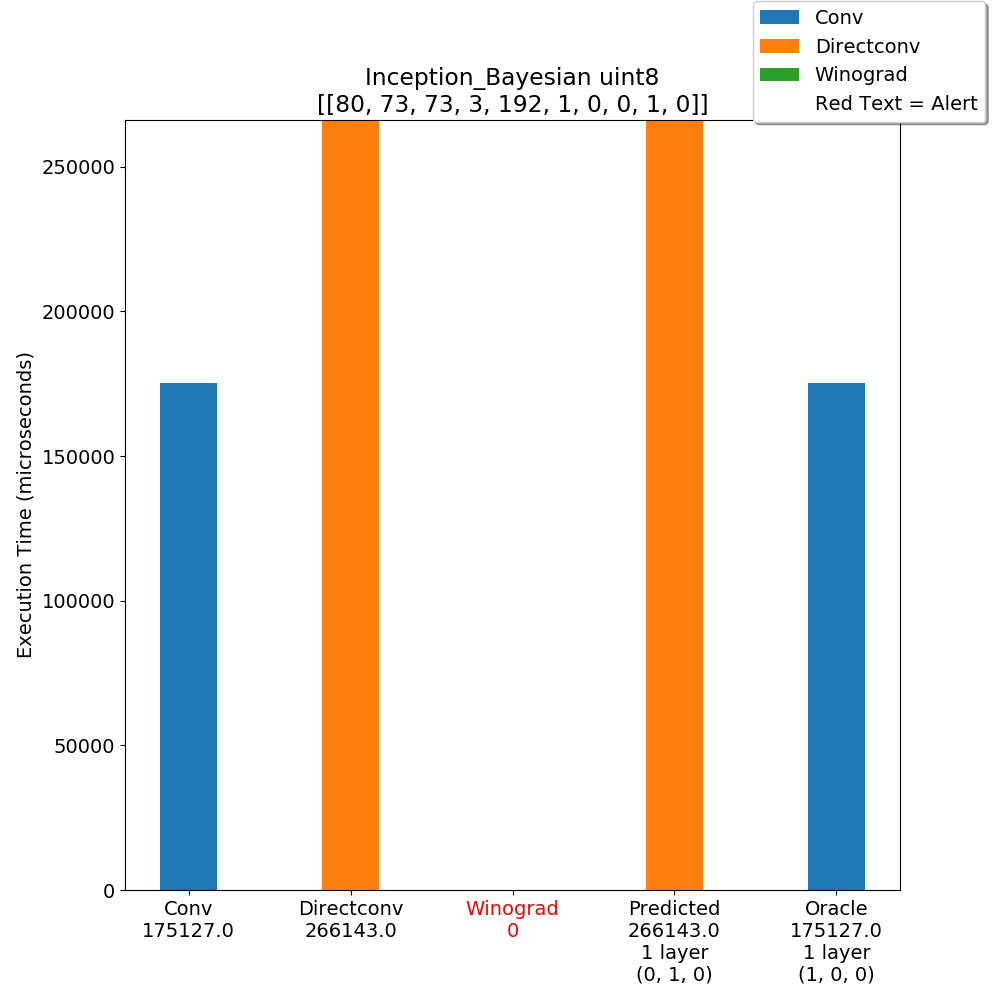 Conv
Directconv
Winograd
Red Text = Alert
Inception_Bayesian uint8
[[80, 73, 73, 3, 192, 1, 0, 0, 1, 0]]
Execution Time (microseconds)
250000
200000
150000
100000
50000
0
Conv
175127.0
Directconv
266143.0
Winograd
0
Predicted
266143.0
1 layer
(0, 1, 0)
Oracle
175127.0
1 layer
(1, 0, 0)